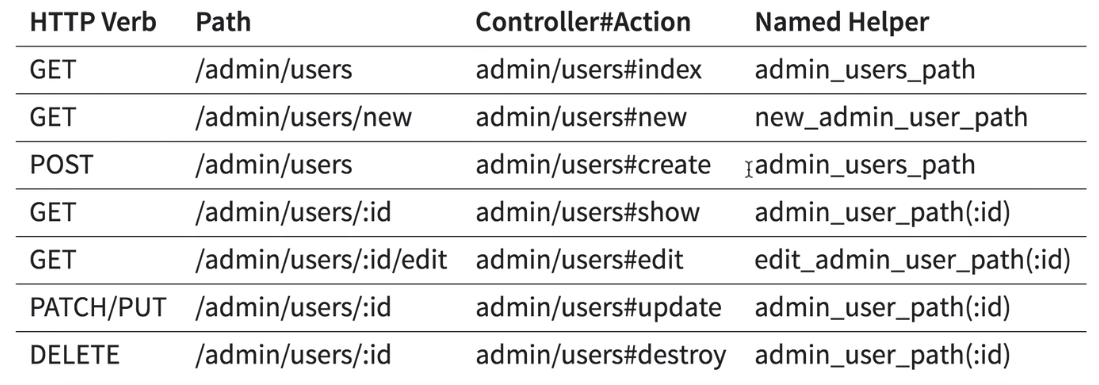 HTTP Verb Path Controller#Action Named Helper
GET /admin/users admin/users#index admin_users_path
GET /admin/users/new admin/users#new new_admin_user_path
POST /admin/users admin/users#create admin_users_path
GET /admin/users/:id admin/users#show admin_user_path(:id)
GET /admin/users/:id/edit admin/users#edit edit_admin_user_path(:id)
PATCH/PUT /admin/users/:id admin/users#update admin_user_path(:id)
DELETE /admin/users/:id admin/users#destroy admin_user_path(:id)